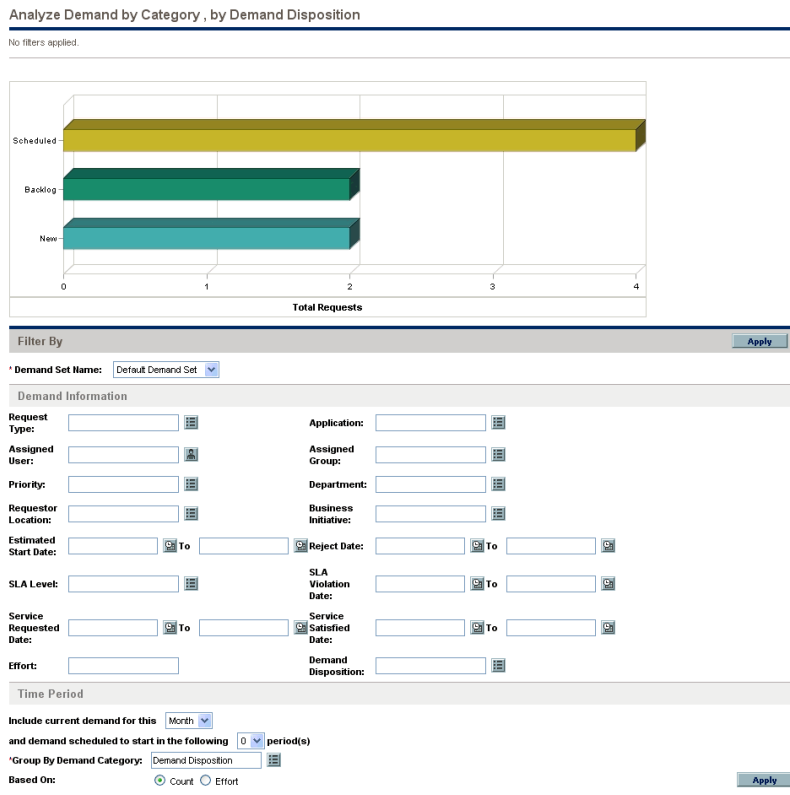 Analyze Demand by Category , by Demand Disposition
No filters applied.
Scheduled
Backlog
New
0 1 2 3 4
Total Requests
Filter By Apply
* Demand Set Name: Default Demand Set
Demand Information
Request Type: Application:
Assigned User: Assigned Group:
Priority: Department:
Requestor Location: Business Initiative:
Estimated Start Date: To Reject Date: To
SLA Level: SLA Violation Date: To
Service Requested Date: To Service Satisfied Date: To
Effort: Demand Disposition:
Time Period
Include current demand for this Month
and demand scheduled to start in the following 0 period(s)
*Group By Demand Category: Demand Disposition
Based On: Count Effort Apply